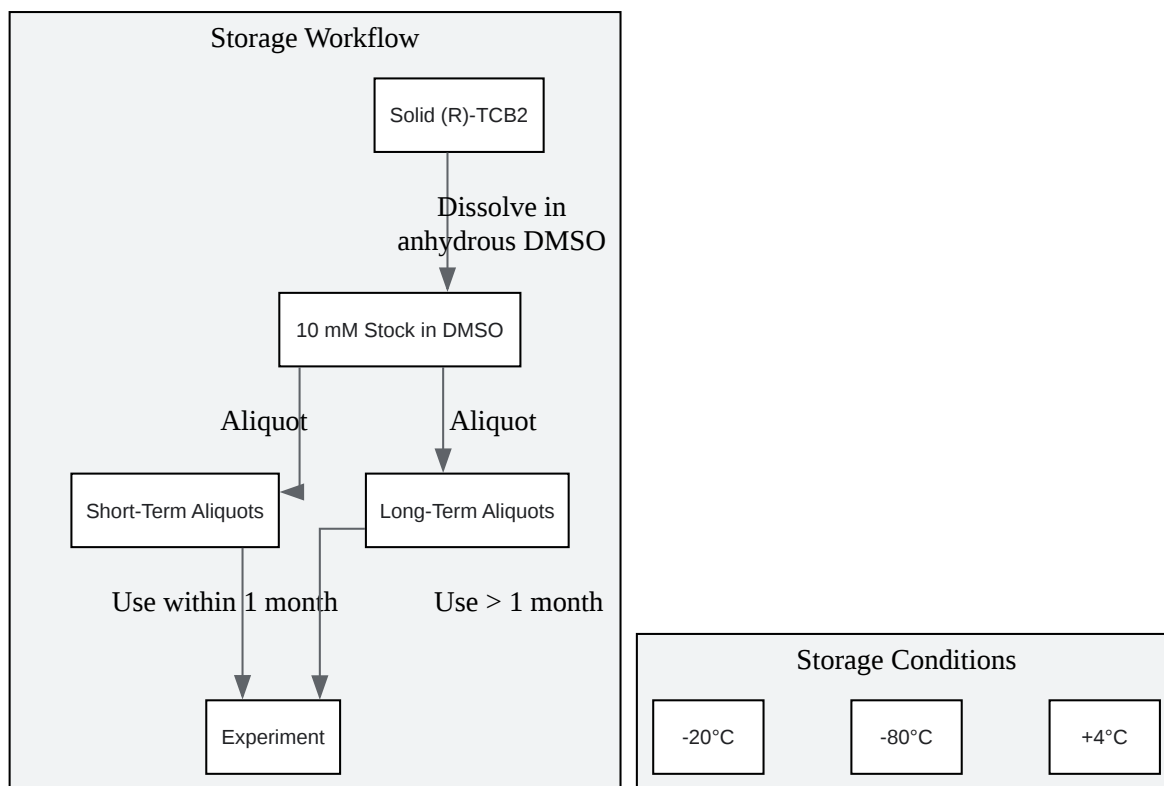 Storage Workflow
Solid (R)-TCB2
Dissolve in
anhydrous DMSO
10 mM Stock in DMSO
Aliquot
Aliquot
Short-Term Aliquots
Long-Term Aliquots
Use within 1 month
Use > 1 month
Experiment
Storage Conditions
-20°C
-80°C
+4°C